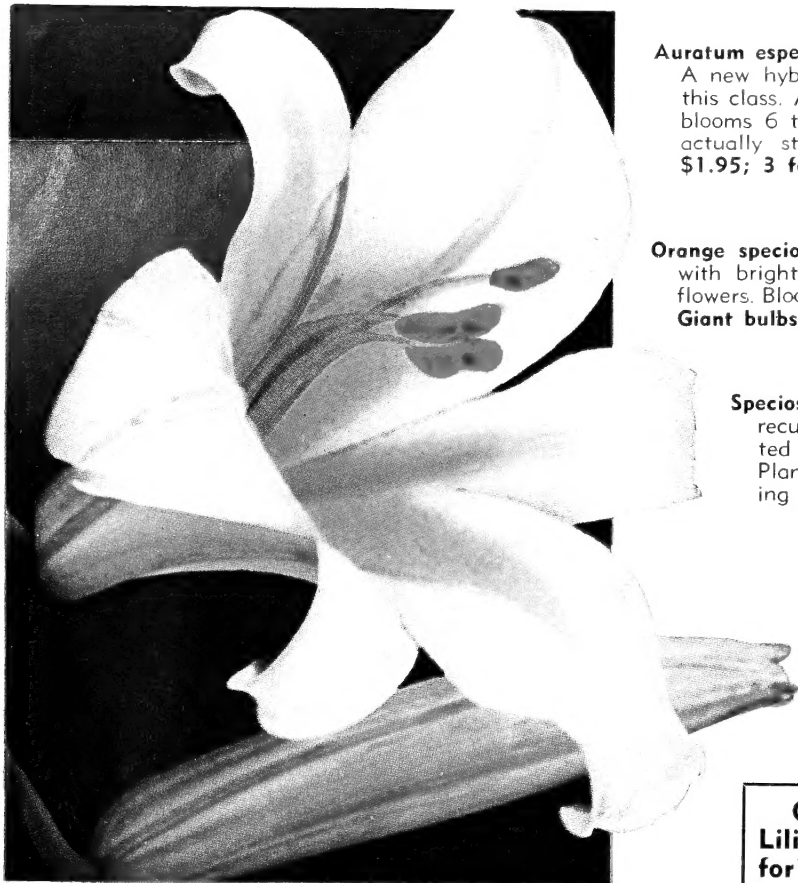 Auratum espe
A new hyb
this class. A
blooms 6 t
actually st
$1.95; 3 f
Orange specio
with bright
flowers. Bloo
Giant bulbs
Specios
recu
ted
Plan
ing
Lili
for